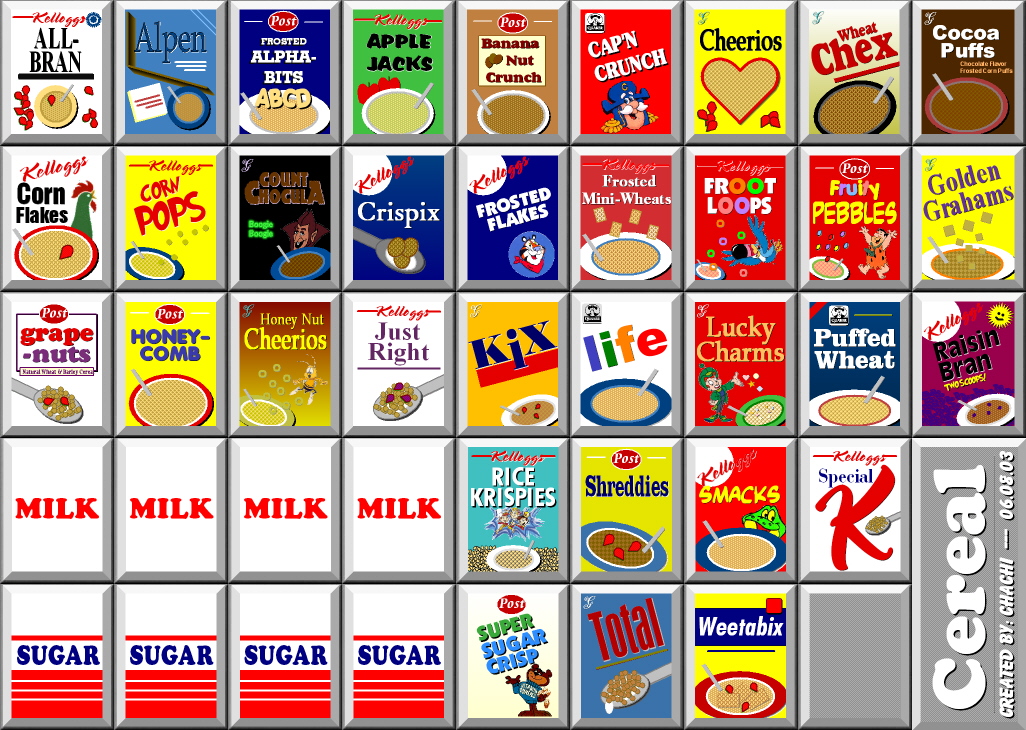 Kellogg's
ALL-
BRAN
Alpen
Post
FROSTED
ALPHA-
BITS
ABCD
Kellogg's
APPLE
JACKS
Post
Banana
Nut
Crunch
QUAKER
CAP'N
CRUNCH
G
Cheerios
G
Wheat
Chex
G
Cocoa
Puffs
Chocolate Flavor
Frosted Corn Puffs
Kellogg's
Corn
Flakes
Kellogg's
CORN
POPS
G
COUNT
CHOCULA
Boogie
Boogie
Kellogg's
Crispix
Kellogg's
FROSTED
FLAKES
Kellogg's
Frosted
Mini-Wheats
Kellogg's
FROOT
LOOPS
Post
Fruity
PEBBLES
G
Golden
Grahams
Post
grape
-nuts
Natural Wheat & Barley Cereal
Post
HONEY-
COMB
G
Honey Nut
Cheerios
Kellogg's
Just
Right
G
Kix
QUAKER
life
G
Lucky
Charms
QUAKER
Puffed
Wheat
Kellogg's
Raisin
Bran
TWO SCOOPS!
MILK
MILK
MILK
MILK
Kellogg's
RICE
KRISPIES
Post
Shreddies
Kellogg's
SMACKS
Kellogg's
Special
K
SUGAR
SUGAR
SUGAR
SUGAR
Post
SUPER
SUGAR
CRISP
G
Total
Weetabix
Cereal
CREATED BY: CHACHI --- 06.08.03